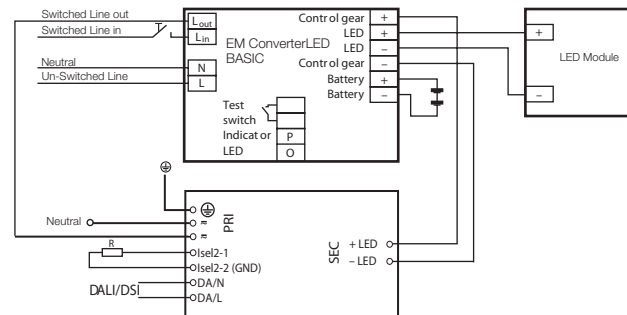 Switched Line out
Switched Line in
Neutral
Un-Switched Line
Lout
Lin
N
L
EM ConverterLED
BASIC
Control gear +
LED +
LED –
Control gear –
Battery +
Battery –
Test
switch
Indicator
LED
P
O
+
–
LED Module
Neutral
R
PRI
≂
≂
Isel2-1
Isel2-2 (GND)
DALI/DSI
DA/N
DA/L
SEC
+ LED
– LED